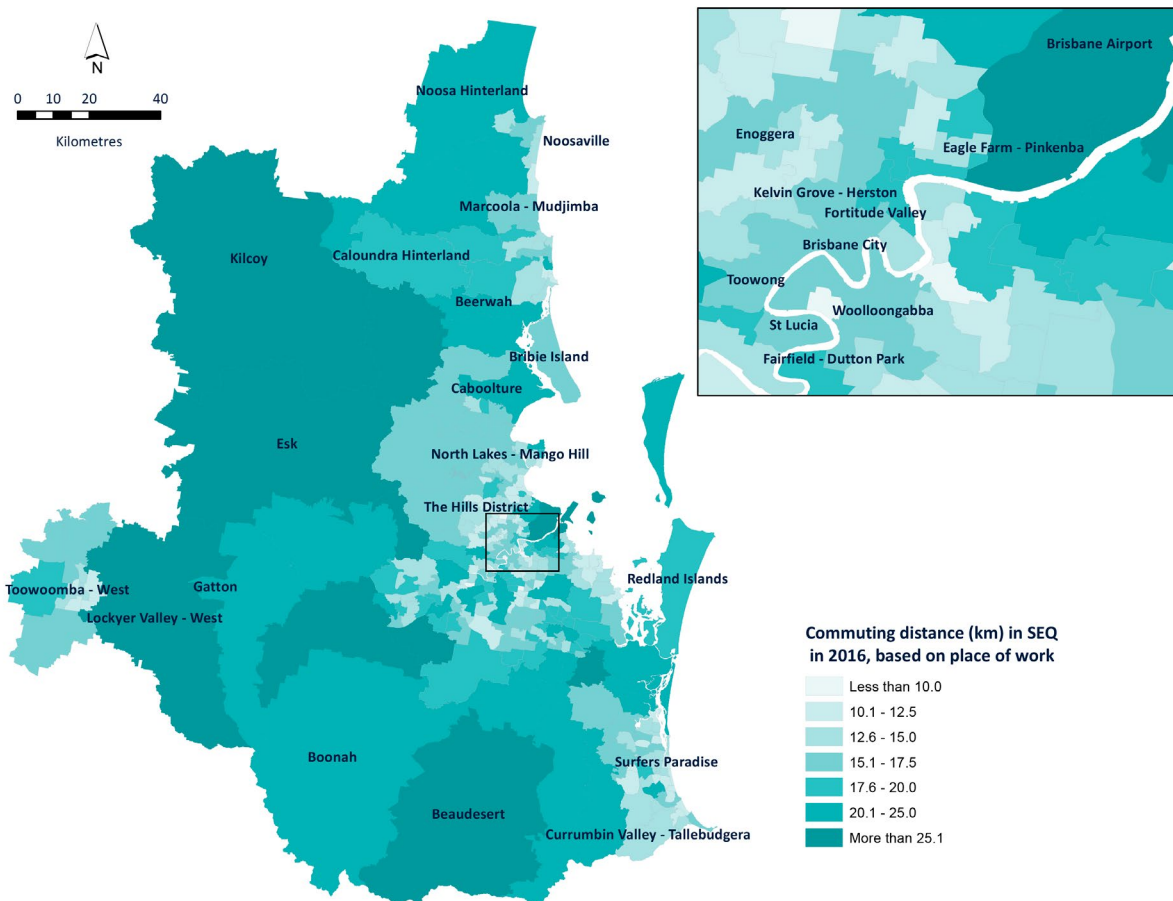 N
0 10 20 40
Kilometres
Noosa Hinterland
Noosaville
Marcoola - Mudjimba
Kilcoy
Caloundra Hinterland
Beerwah
Bribie Island
Caboolture
Esk
North Lakes - Mango Hill
The Hills District
Toowoomba - West
Gatton
Redland Islands
Lockyer Valley - West
Boonah
Surfers Paradise
Beaudesert
Currumbin Valley - Tallebudgera
Brisbane Airport
Enoggera
Eagle Farm - Pinkenba
Kelvin Grove - Herston
Fortitude Valley
Brisbane City
Toowong
Woolloongabba
St Lucia
Fairfield - Dutton Park
Commuting distance (km) in SEQ
in 2016, based on place of work
Less than 10.0
10.1 - 12.5
12.6 - 15.0
15.1 - 17.5
17.6 - 20.0
20.1 - 25.0
More than 25.1